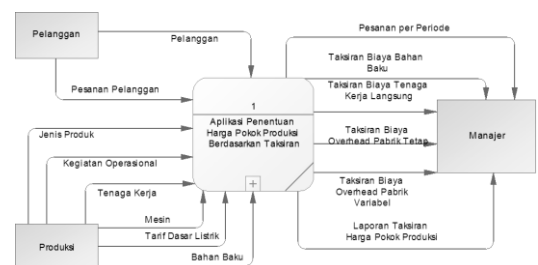 Pesanan per Periode
Pelanggan
Pelanggan
Taksiran Biaya Bahan
Baku
Taksiran Biaya Tenaga
Kerja Langsung
Pesanan Pelanggan
1
Aplikasi Penentuan
Harga Pokok Produksi
Berdasarkan Taksiran
Jenis Produk
Taksiran Biaya
Overhead Pabrik Tetap
Manajer
Kegiatan Operasional
Taksiran Biaya
Overhead Pabrik
Variabel
Tenaga Kerja
Mesin
Laporan Taksiran
Harga Pokok Produksi
Tarif Dasar Listrik
Produksi
Bahan Baku